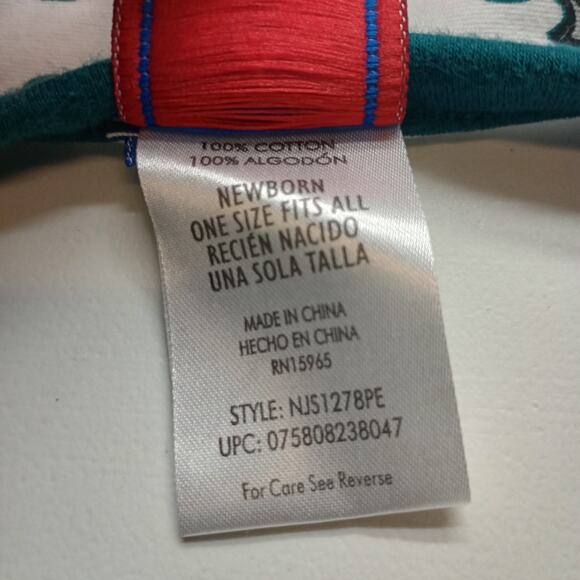 100% COTTON
100% ALGODÓN
NEWBORN
ONE SIZE FITS ALL
RECIÉN NACIDO
UNA SOLA TALLA
MADE IN CHINA
HECHO EN CHINA
RN15965
STYLE: NJS1278PE
UPC: 075808238047
For Care See Reverse